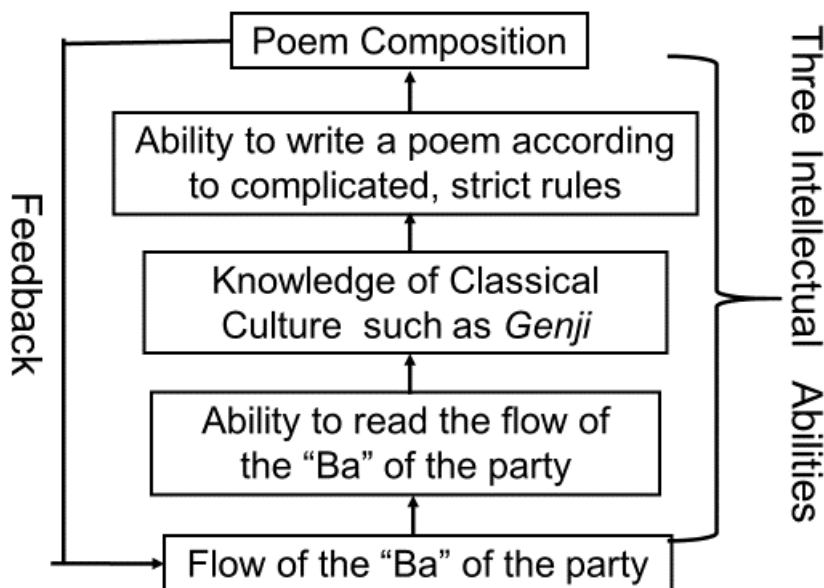 Poem Composition
Ability to write a poem according
to complicated, strict rules
Knowledge of Classical
Culture such as Genji
Ability to read the flow of
the “Ba” of the party
Flow of the “Ba” of the party
Feedback
Three Intellectual Abilities